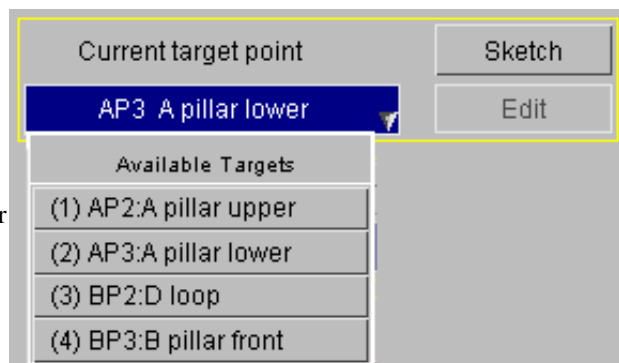 Current target point Sketch
AP3 A pillar lower Edit
Available Targets
(1) AP2:A pillar upper
r
(2) AP3:A pillar lower
(3) BP2:D loop
(4) BP3:B pillar front